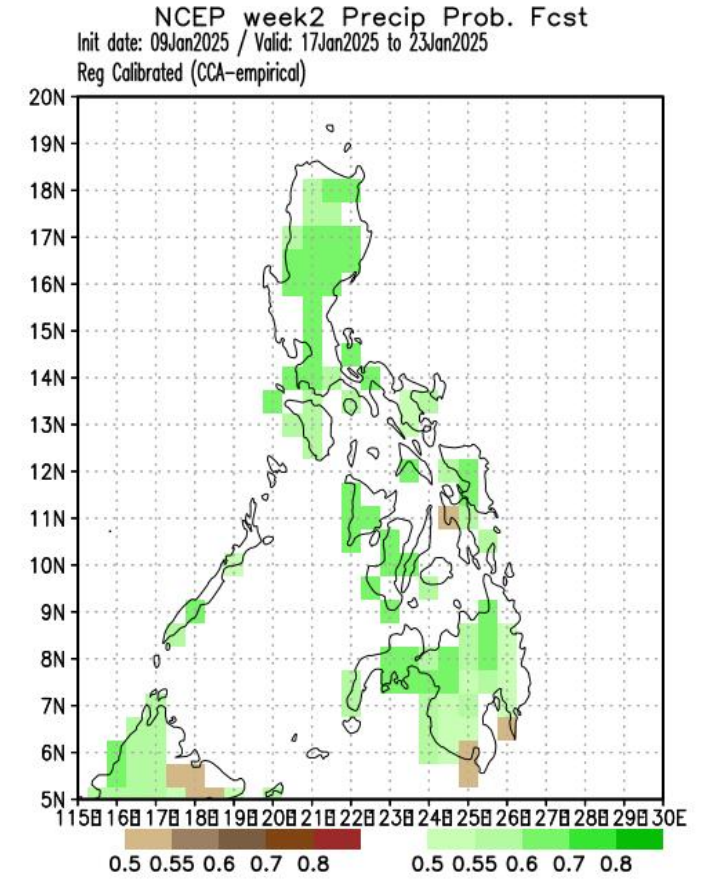 NCEP week2 Precip Prob. Fcst
Init date: 09Jan2025 / Valid: 17Jan2025 to 23Jan2025
Reg Calibrated (CCA-empirical)
20N
19N
18N
17N
16N
15N
14N
13N
12N
11N
10N
9N
8N
7N
6N
5N
115E 116E 117E 118E 119E 120E 121E 122E 123E 124E 125E 126E 127E 128E 129E 130E
0.5 0.55 0.6 0.7 0.8 0.5 0.55 0.6 0.7 0.8